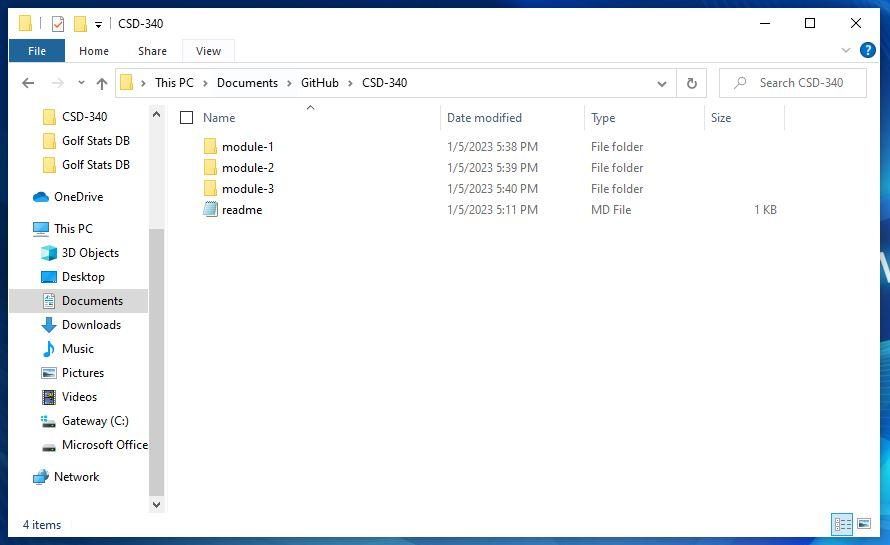 CSD-340
File Home Share View
This PC Documents GitHub CSD-340 Search CSD-340
CSD-340
Golf Stats DB
Golf Stats DB
OneDrive
This PC
3D Objects
Desktop
Documents
Downloads
Music
Pictures
Videos
Gateway (C:)
Microsoft Office
Network
Name Date modified Type Size
module-1 1/5/2023 5:38 PM File folder
module-2 1/5/2023 5:39 PM File folder
module-3 1/5/2023 5:40 PM File folder
readme 1/5/2023 5:11 PM MD File 1 KB
4 items